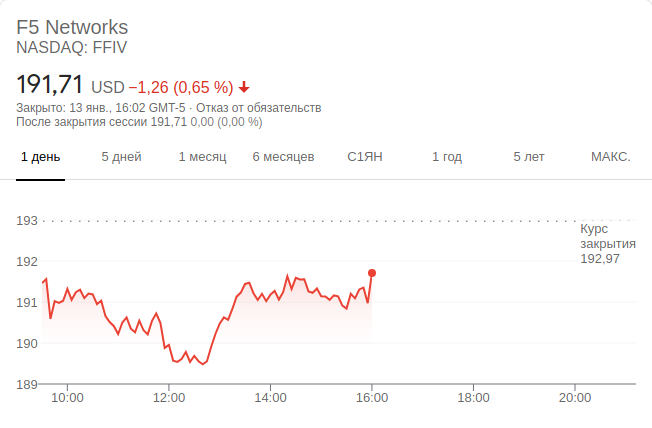 F5 Networks
NASDAQ: FFIV
191,71 USD −1,26 (0,65 %)
Закрыто: 13 янв., 16:02 GMT-5 · Отказ от обязательств
После закрытия сессии 191,71 0,00 (0,00 %)
1 день 5 дней 1 месяц 6 месяцев С1ЯН 1 год 5 лет МАКС.
193
Курс
закрытия
192,97
192
191
190
189
10:00 12:00 14:00 16:00 18:00 20:00